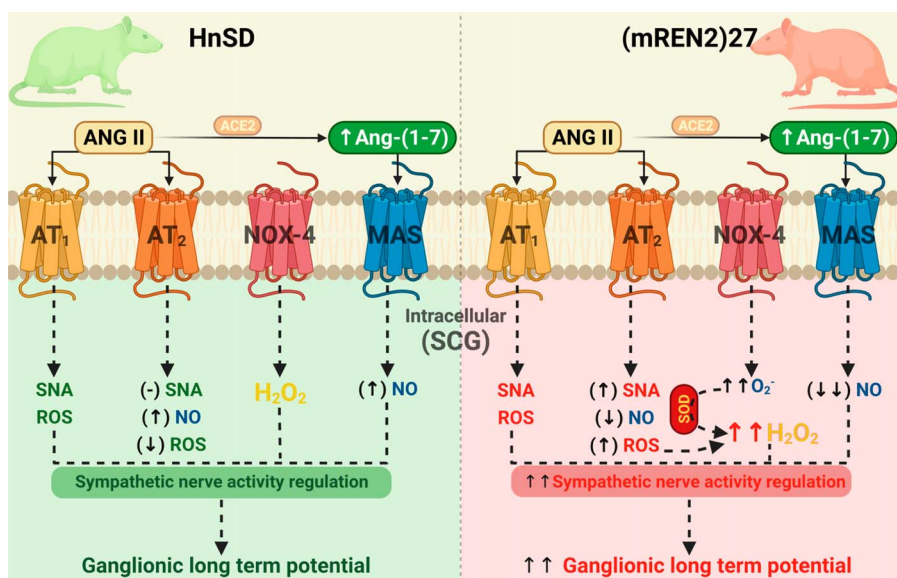 HnSD
ANG II
ACE2
↑Ang-(1-7)
AT₁
AT₂
NOX-4
MAS
SNA
ROS
(-) SNA
(↑) NO
(↓) ROS
H₂O₂
(↑) NO
Sympathetic nerve activity regulation
Ganglionic long term potential
Intracellular
(SCG)
(mREN2)27
ANG II
ACE2
↑Ang-(1-7)
AT₁
AT₂
NOX-4
MAS
SNA
ROS
(↑) SNA
(↓) NO
(↑) ROS
SOD
↑↑O₂⁻
↑↑H₂O₂
(↓↓) NO
↑↑Sympathetic nerve activity regulation
↑↑ Ganglionic long term potential